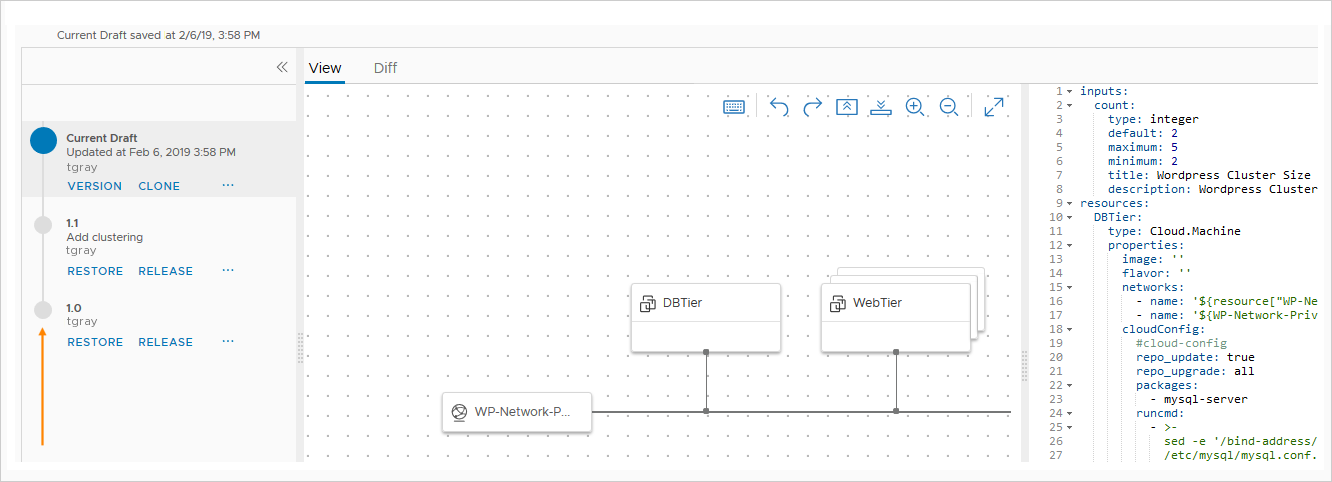 Current Draft saved at 2/6/19, 3:58 PM
View Diff
Current Draft
Updated at Feb 6, 2019 3:58 PM
tgray
VERSION CLONE ...
1.1
Add clustering
tgray
RESTORE RELEASE ...
1.0
tgray
RESTORE RELEASE ...
DBTier
WebTier
WP-Network-P...
1 inputs:
2 count:
3 type: integer
4 default: 2
5 maximum: 5
6 minimum: 2
7 title: Wordpress Cluster Size
8 description: Wordpress Cluster
9 resources:
10 DBTier:
11 type: Cloud.Machine
12 properties:
13 image: ''
14 flavor: ''
15 networks:
16 - name: '${resource["WP-Ne
17 - name: '${WP-Network-Priv
18 cloudConfig:
19 #cloud-config
20 repo_update: true
21 repo_upgrade: all
22 packages:
23 - mysql-server
24 runcmd:
25 - >-
26 sed -e '/bind-address/
27 /etc/mysql/mysql.conf.